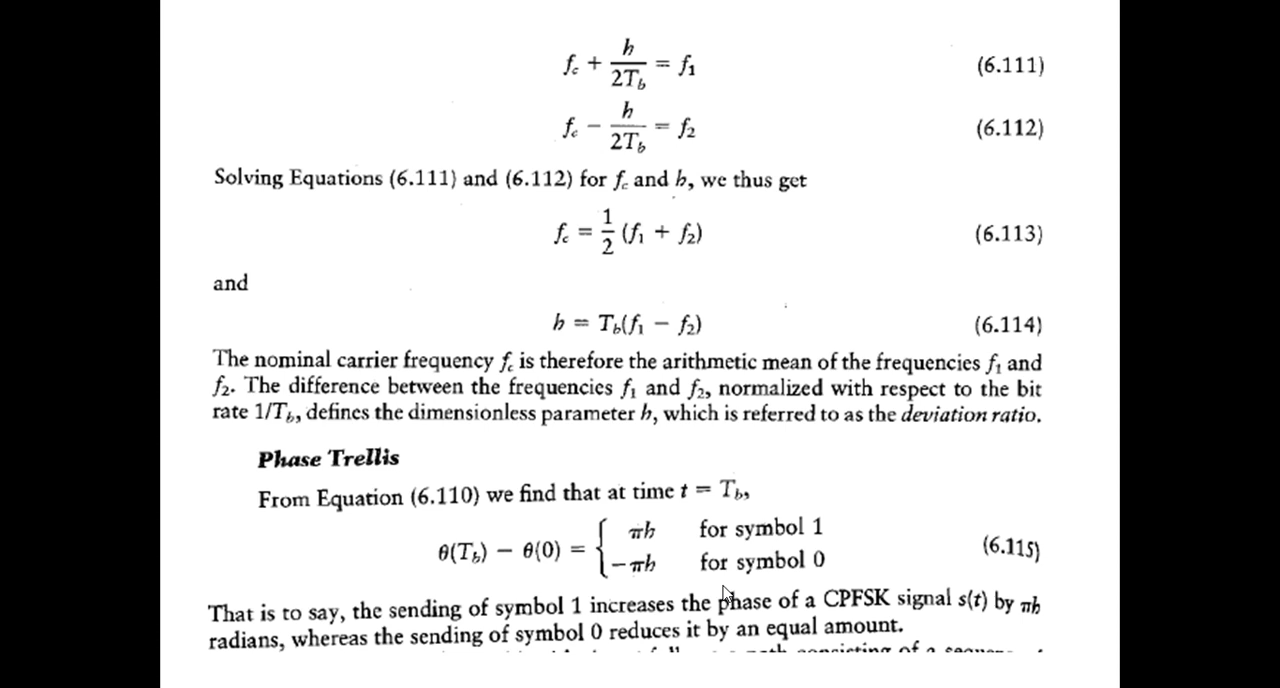 f_c + h/2T_b = f_1 (6.111)
f_c − h/2T_b = f_2 (6.112)
Solving Equations (6.111) and (6.112) for f_c and h, we thus get
f_c = 1/2 (f_1 + f_2) (6.113)
and
h = T_b(f_1 − f_2) (6.114)
The nominal carrier frequency f_c is therefore the arithmetic mean of the frequencies f_1 and
f_2. The difference between the frequencies f_1 and f_2, normalized with respect to the bit
rate 1/T_b, defines the dimensionless parameter h, which is referred to as the deviation ratio.
Phase Trellis
From Equation (6.110) we find that at time t = T_b,
θ(T_b) − θ(0) = { πh for symbol 1
−πh for symbol 0 (6.115)
That is to say, the sending of symbol 1 increases the phase of a CPFSK signal s(t) by πh
radians, whereas the sending of symbol 0 reduces it by an equal amount.